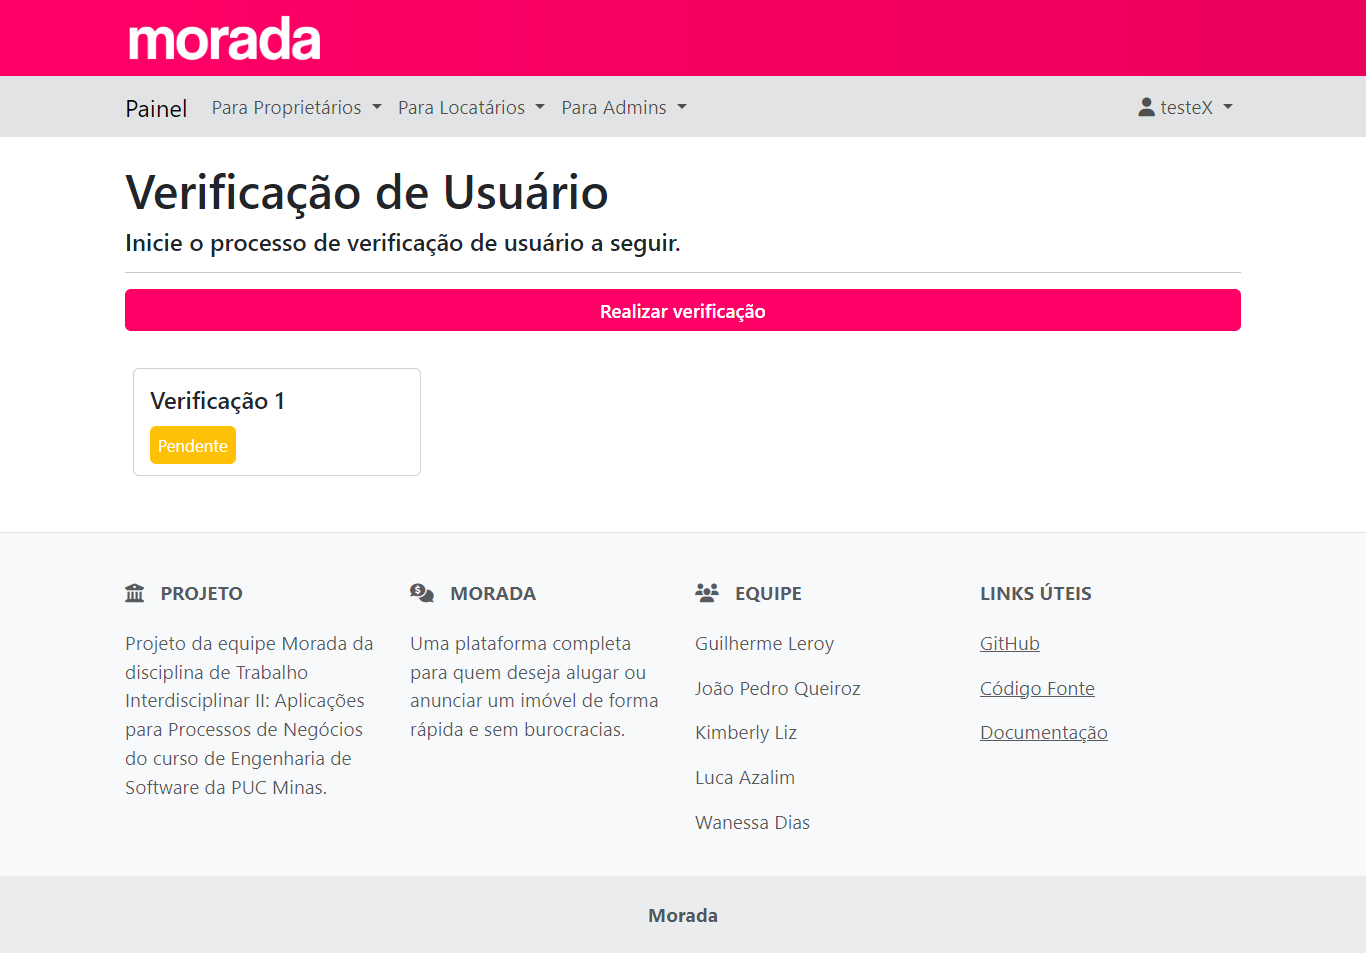 morada
Painel
Para Proprietários
Para Locatários
Para Admins
testeX
Verificação de Usuário
Inicie o processo de verificação de usuário a seguir.
Realizar verificação
Verificação 1
Pendente
PROJETO
Projeto da equipe Morada da
disciplina de Trabalho
Interdisciplinar II: Aplicações
para Processos de Negócios
do curso de Engenharia de
Software da PUC Minas.
MORADA
Uma plataforma completa
para quem deseja alugar ou
anunciar um imóvel de forma
rápida e sem burocracias.
EQUIPE
Guilherme Leroy
João Pedro Queiroz
Kimberly Liz
Luca Azalim
Wanessa Dias
LINKS ÚTEIS
GitHub
Código Fonte
Documentação
Morada